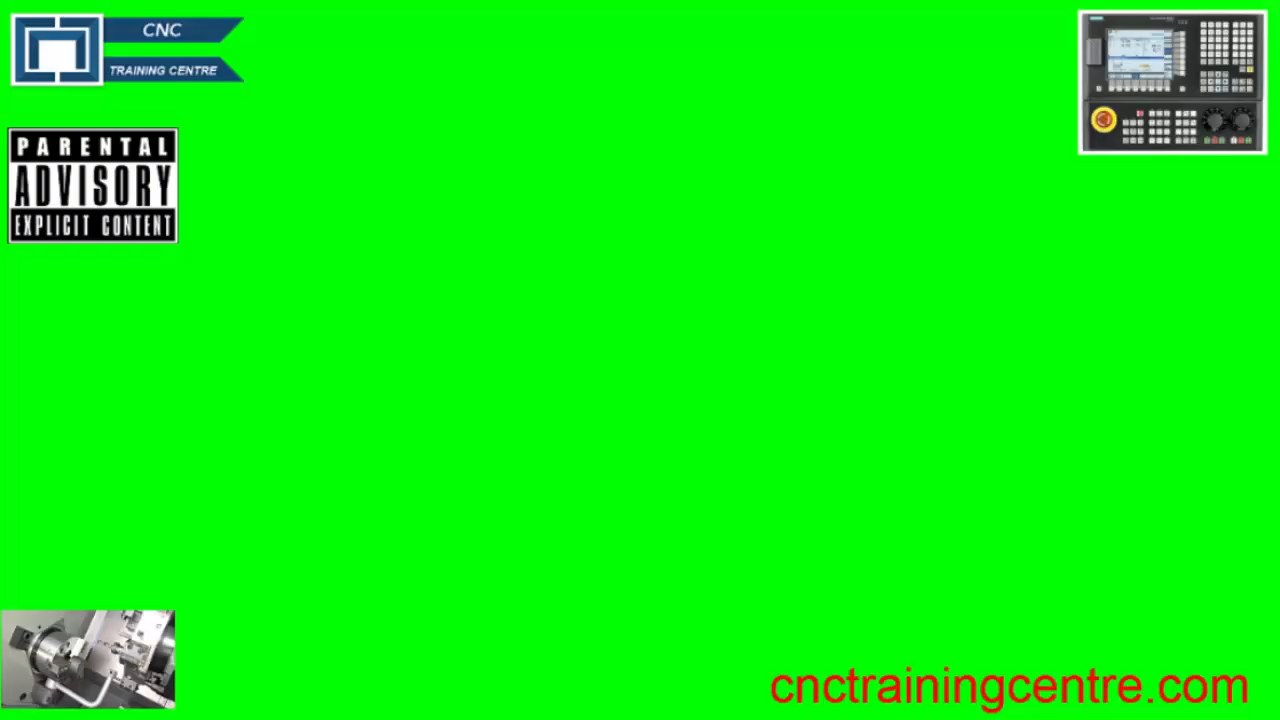 CNC
TRAINING CENTRE
PARENTAL
ADVISORY
EXPLICIT CONTENT
cnctrainingcentre.com